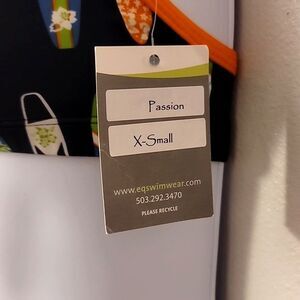 Passion
X-Small
www.eqswimwear.com
503.292.3470
PLEASE RECYCLE